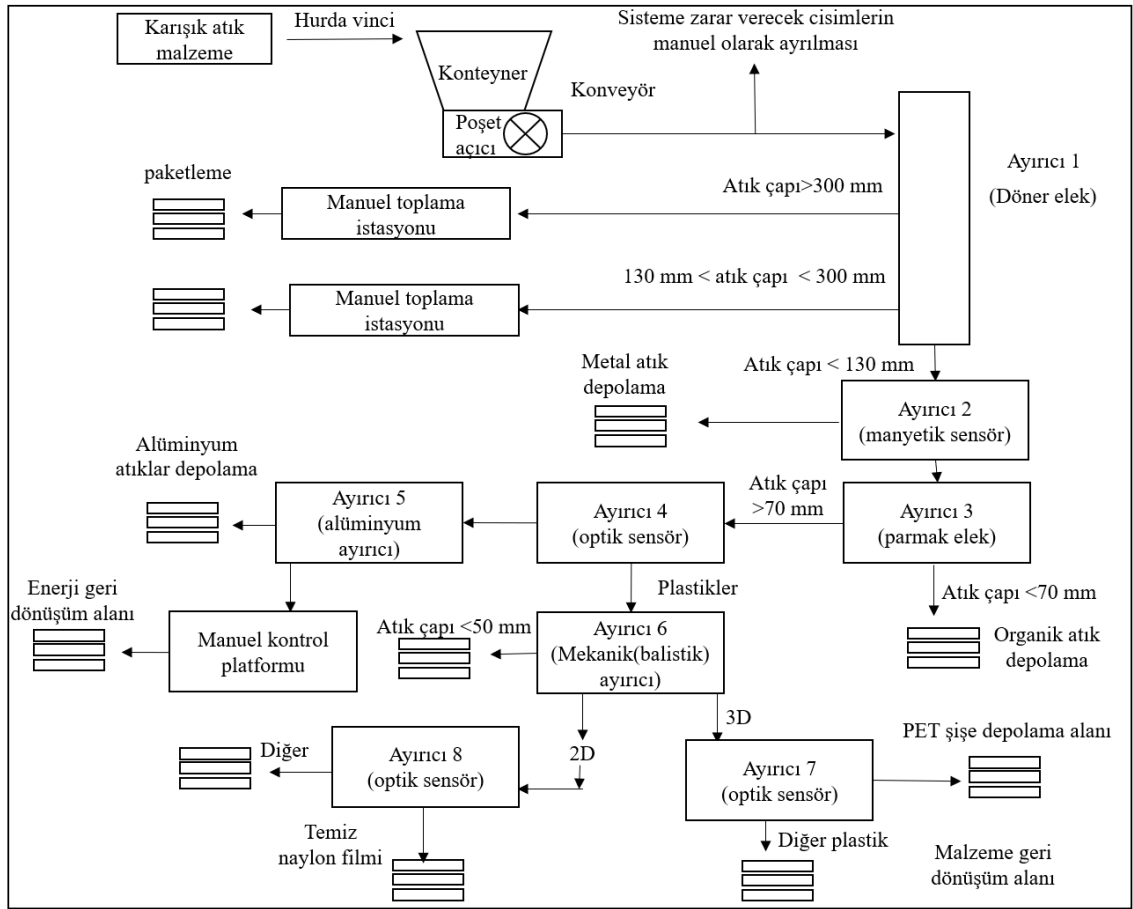 Karışık atık
malzeme
Hurda vinci
Konteyner
Poşet
açıcı
Konveyör
Sisteme zarar verecek cisimlerin
manuel olarak ayrılması
Ayırıcı 1
(Döner elek)
Atık çapı>300 mm
Manuel toplama
istasyonu
paketleme
130 mm < atık çapı < 300 mm
Manuel toplama
istasyonu
Atık çapı < 130 mm
Ayırıcı 2
(manyetik sensör)
Metal atık
depolama
Ayırıcı 3
(parmak elek)
Atık çapı
>70 mm
Ayırıcı 4
(optik sensör)
Ayırıcı 5
(alüminyum
ayırıcı)
Alüminyum
atıklar depolama
Atık çapı <70 mm
Organik atık
depolama
Plastikler
Ayırıcı 6
(Mekanik(balistik)
ayırıcı)
Atık çapı <50 mm
Manuel kontrol
platformu
Enerji geri
dönüşüm alanı
3D
2D
Ayırıcı 7
(optik sensör)
PET şişe depolama alanı
Diğer plastik
Ayırıcı 8
(optik sensör)
Diğer
Temiz
naylon filmi
Malzeme geri
dönüşüm alanı